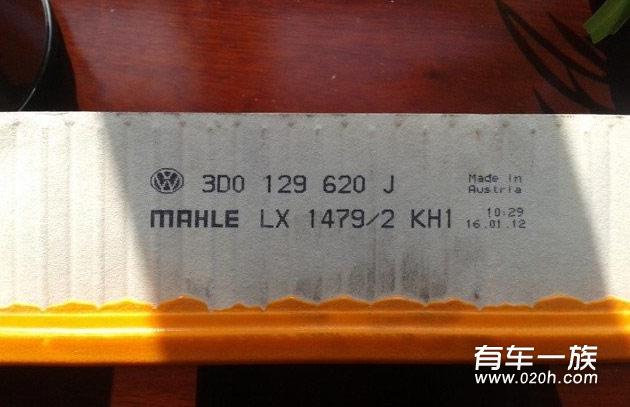 3D0 129 620 J
Made in
Austria
MAHLE LX 1479/2 KH1
10:29
16.01.12
有车一族
www.020h.com